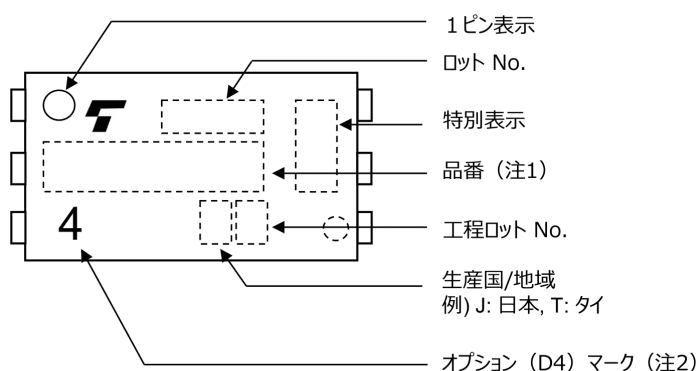 1ピン表示
ロット No.
特別表示
品番（注1）
工程ロット No.
4
生産国/地域
例) J: 日本, T: タイ
オプション（D4）マーク（注2）